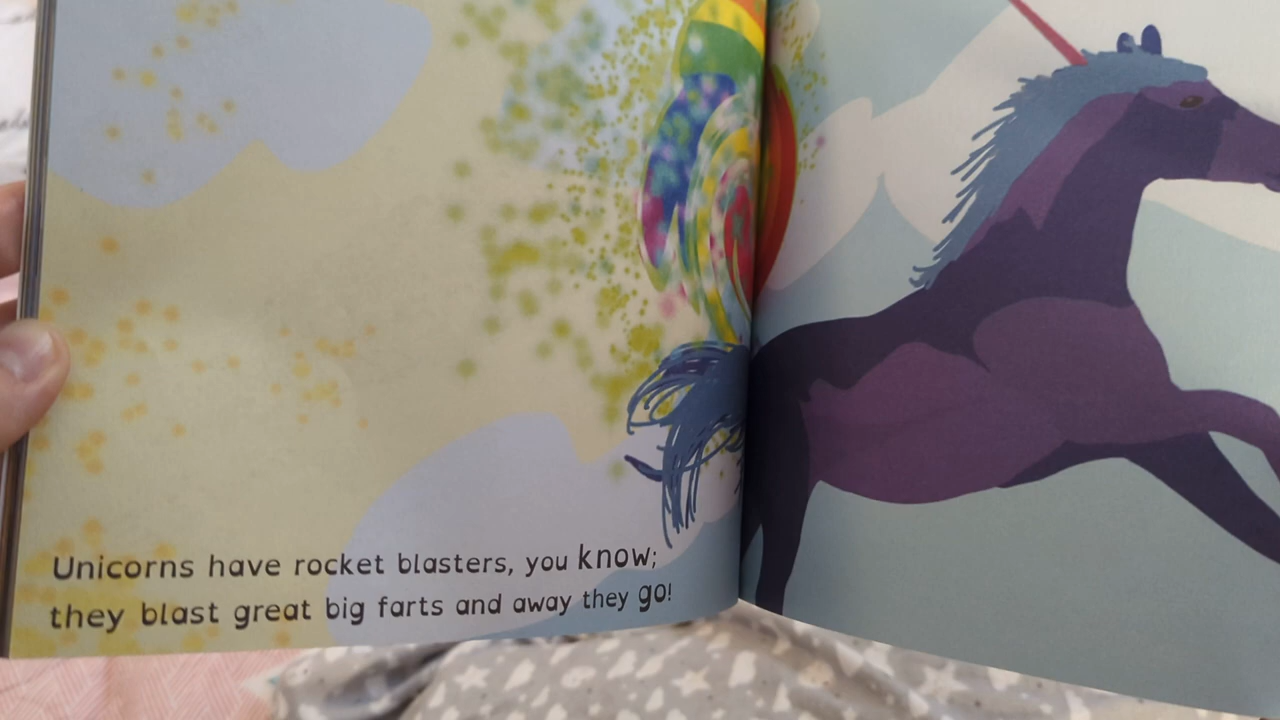 Unicorns have rocket blasters, you know;
they blast great big farts and away they go!